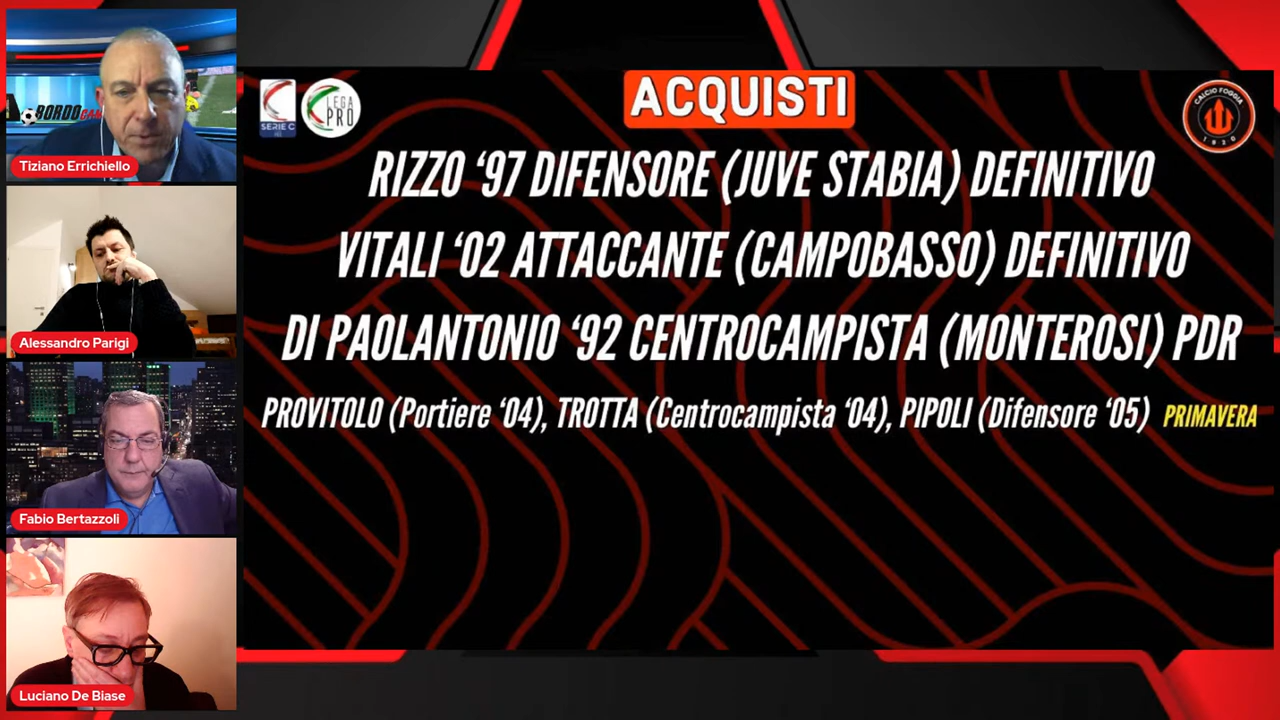 BORDO
Tiziano Errichiello
Alessandro Parigi
Fabio Bertazzoli
Luciano De Biase
SERIE C
LEGA
PRO
ACQUISTI
CALCIO FOGGIA
1920
RIZZO ‘97 DIFENSORE (JUVE STABIA) DEFINITIVO
VITALI ‘02 ATTACCANTE (CAMPOBASSO) DEFINITIVO
DI PAOLANTONIO ‘92 CENTROCAMPISTA (MONTEROSI) PDR
PROVITOLO (Portiere ‘04), TROTTA (Centrocampista ‘04), PIPOLI (Difensore ‘05) PRIMAVERA